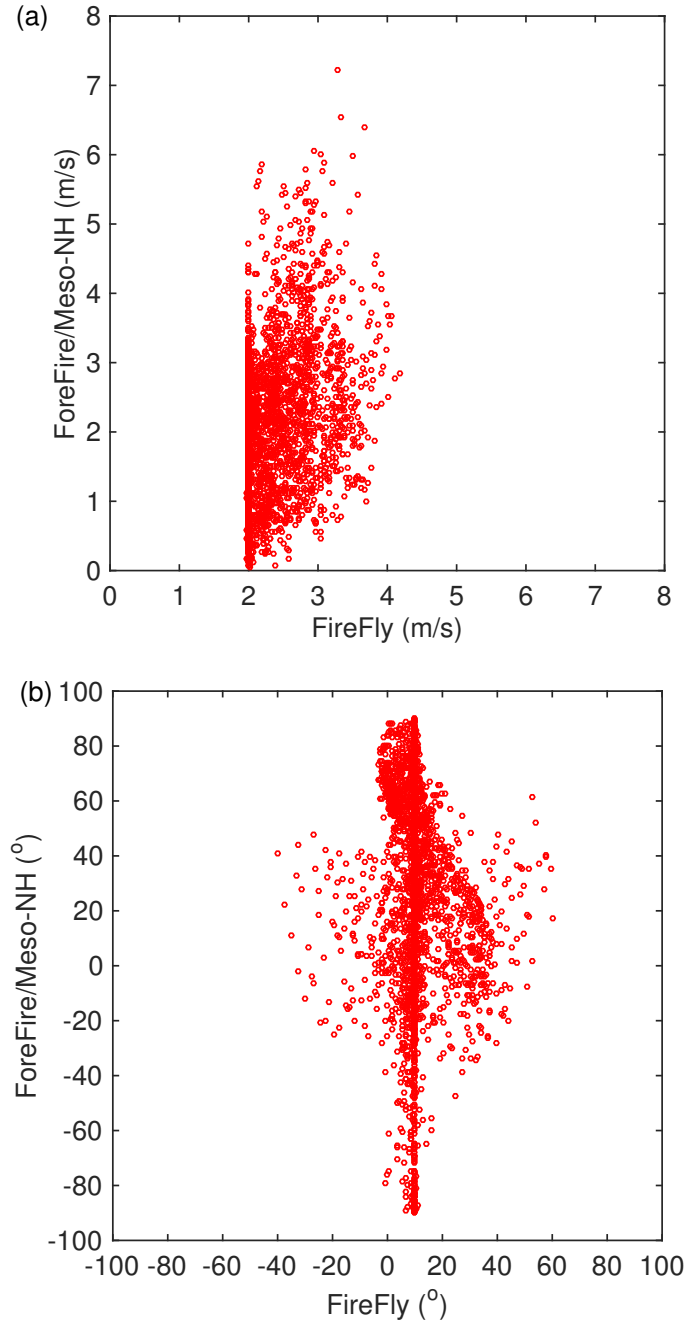 (a)
8
7
6
5
4
3
2
1
0
ForeFire/Meso-NH (m/s)
0 1 2 3 4 5 6 7 8
FireFly (m/s)
(b)
100
80
60
40
20
0
-20
-40
-60
-80
-100
ForeFire/Meso-NH (º)
-100 -80 -60 -40 -20 0 20 40 60 80 100
FireFly (º)